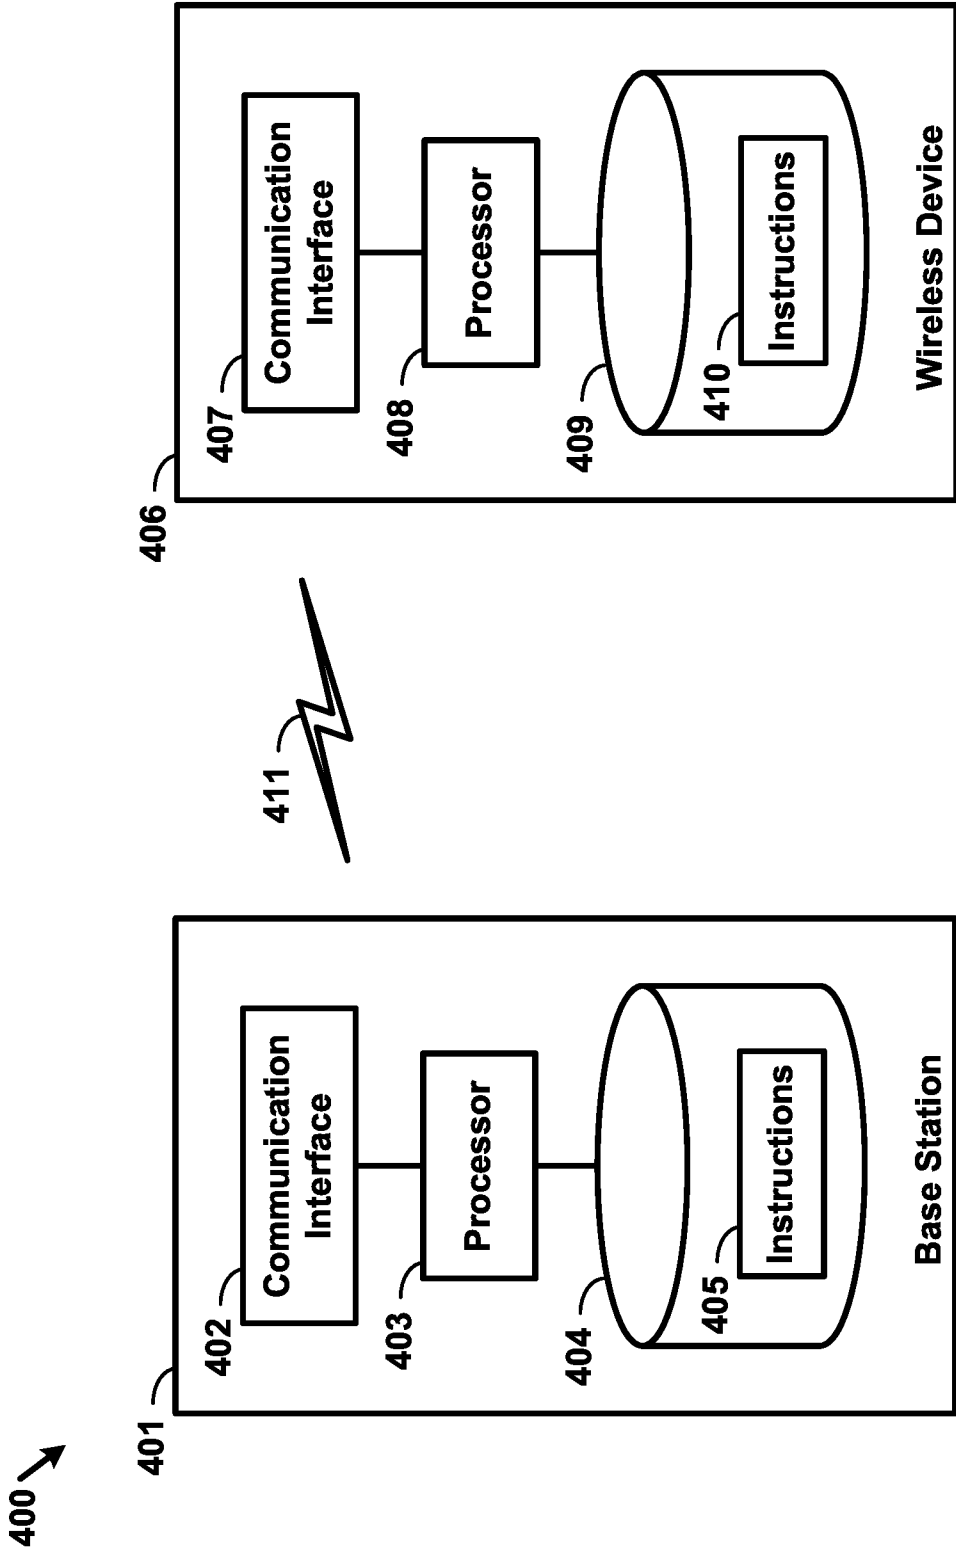 400
401
402
Communication
Interface
403
Processor
404
405
Instructions
Base Station
411
406
407
Communication
Interface
408
Processor
409
410
Instructions
Wireless Device